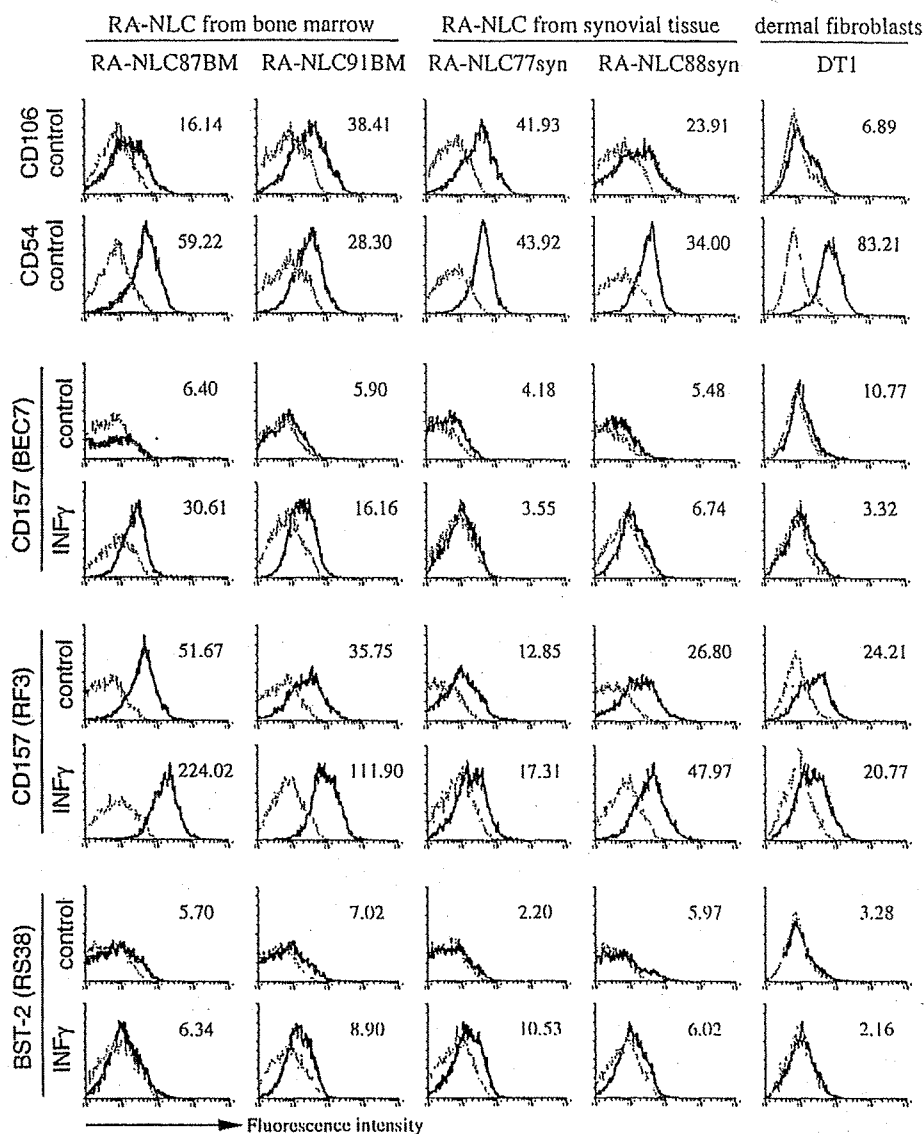 RA-NLC from bone marrow RA-NLC from synovial tissue dermal fibroblasts
RA-NLC87BM RA-NLC91BM RA-NLC77syn RA-NLC88syn DT1
CD106
control
16.14 38.41 41.93 23.91 6.89
CD54
control
59.22 28.30 43.92 34.00 83.21
CD157 (BEC7)
control
6.40 5.90 4.18 5.48 10.77
INFγ
30.61 16.16 3.55 6.74 3.32
CD157 (RF3)
control
51.67 35.75 12.85 26.80 24.21
INFγ
224.02 111.90 17.31 47.97 20.77
BST-2 (RS38)
control
5.70 7.02 2.20 5.97 3.28
INFγ
6.34 8.90 10.53 6.02 2.16
Fluorescence intensity